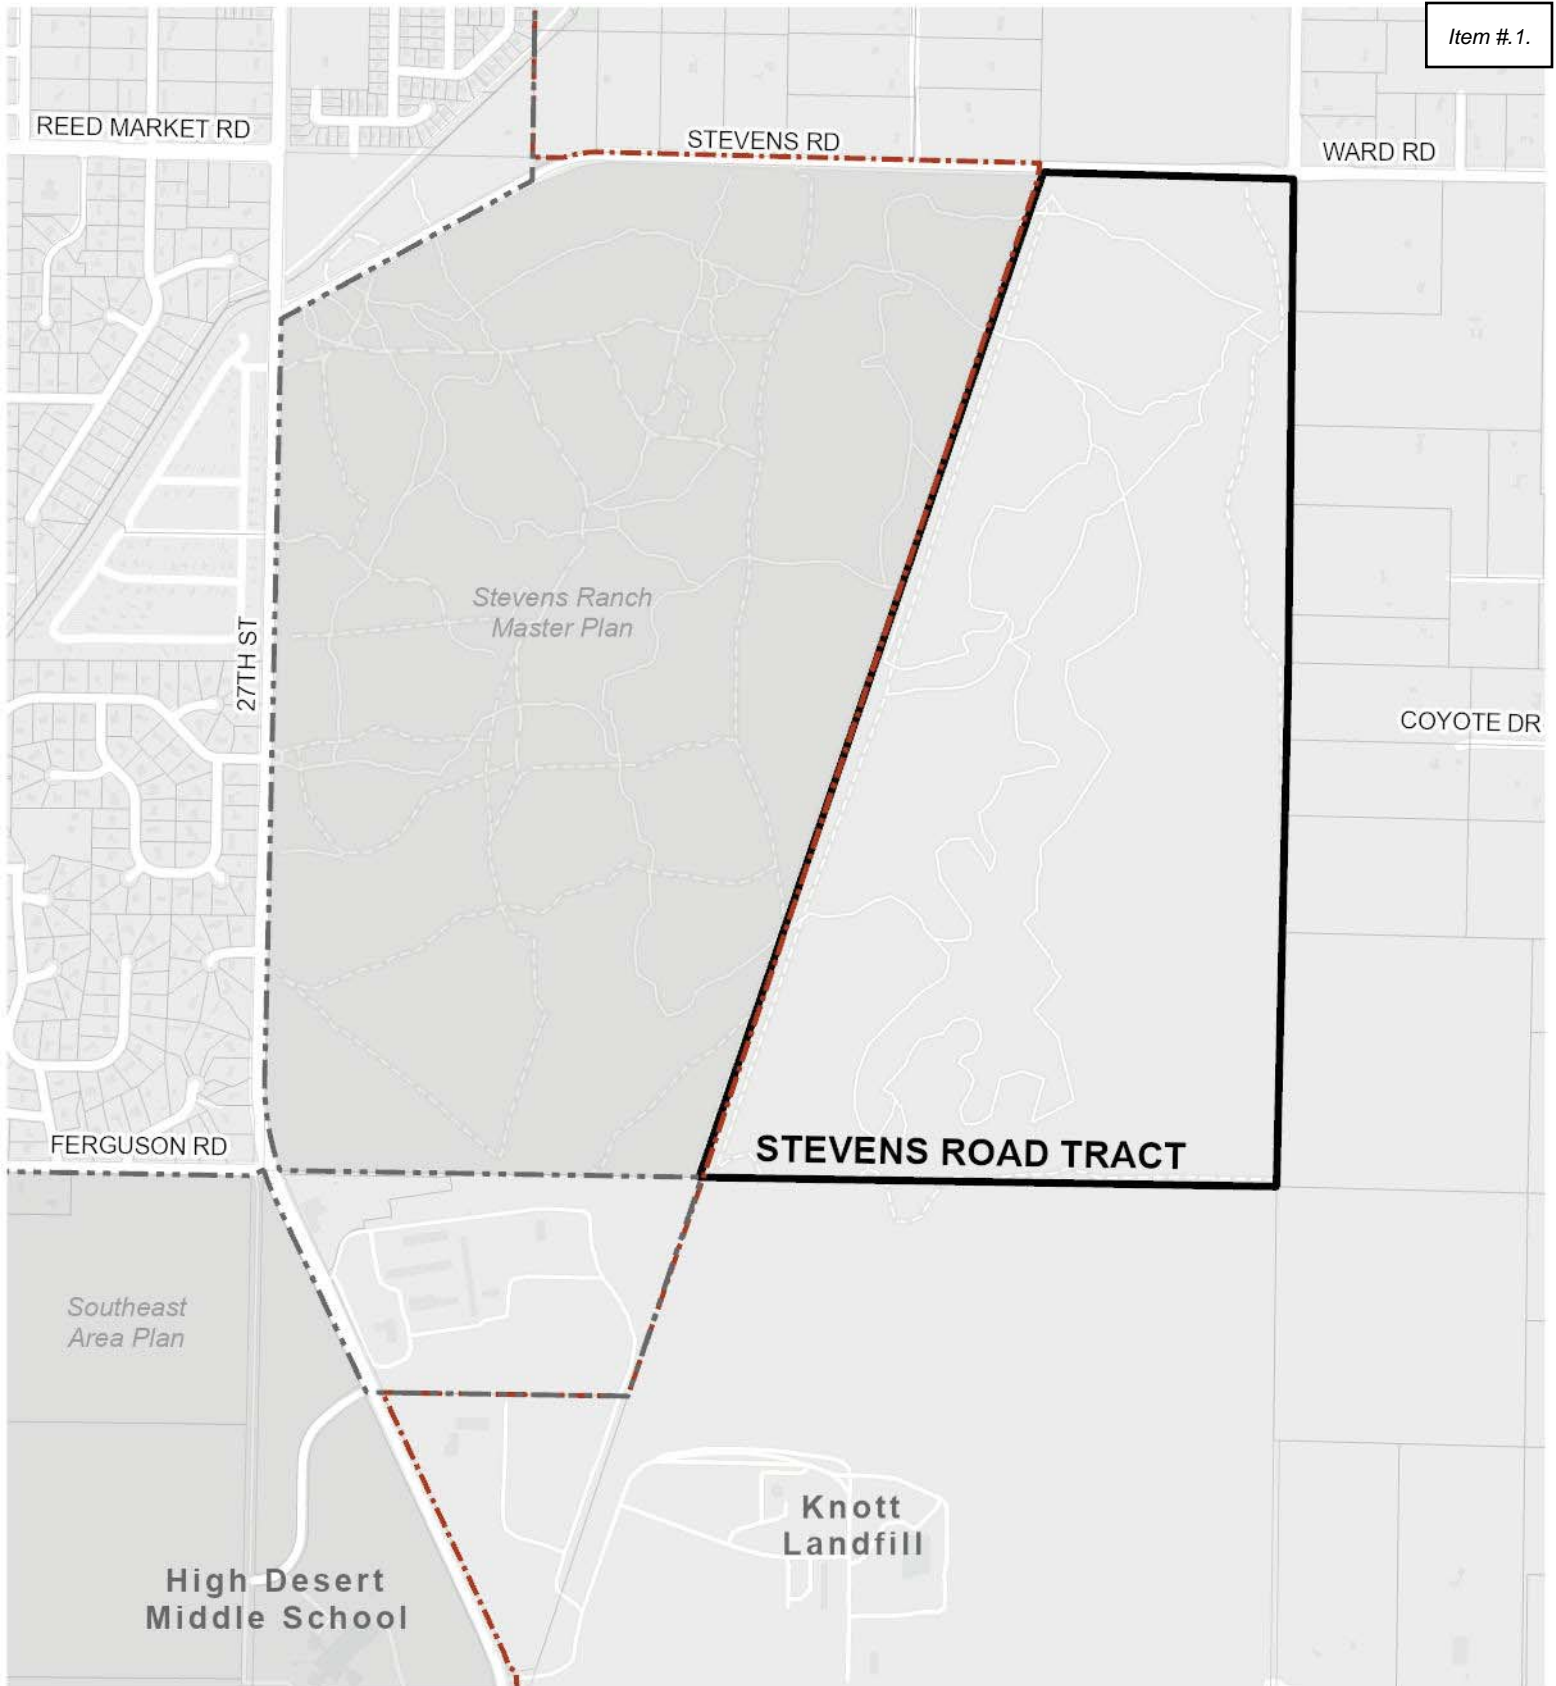 Item #.1.
REED MARKET RD
STEVENS RD
WARD RD
Stevens Ranch
Master Plan
27TH ST
COYOTE DR
FERGUSON RD
STEVENS ROAD TRACT
Southeast
Area Plan
Knott
Landfill
High Desert
Middle School